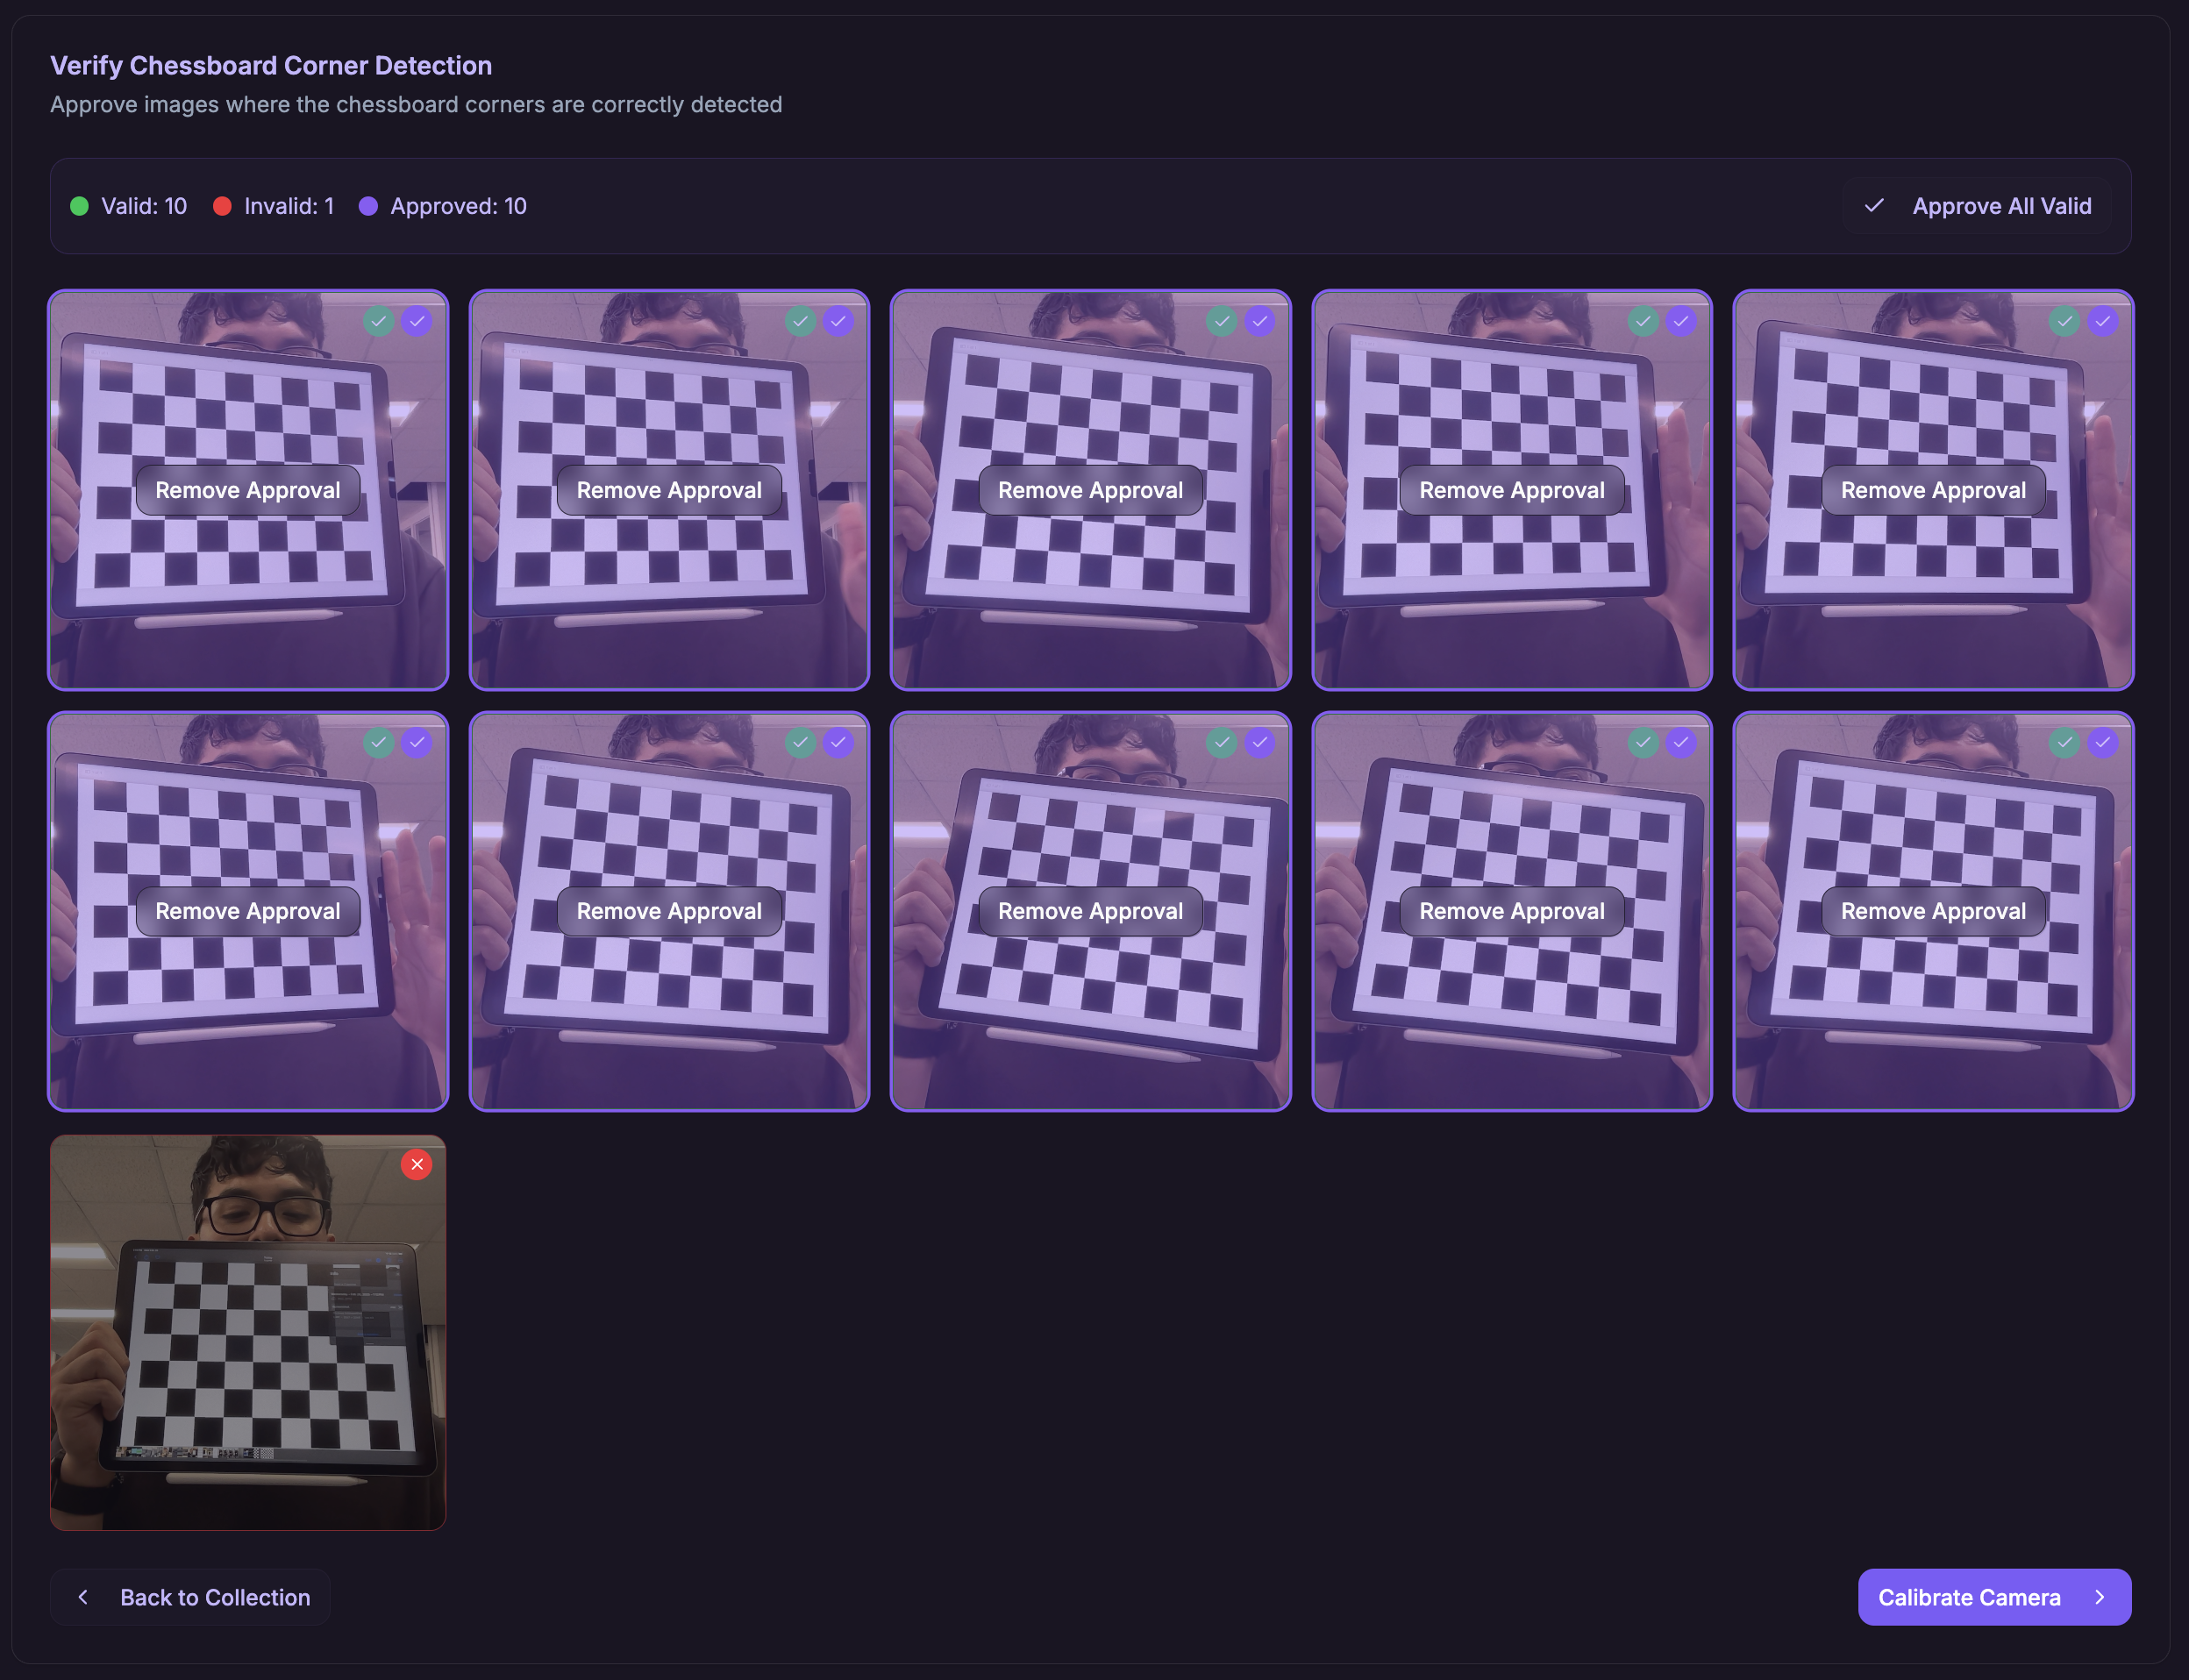 Verify Chessboard Corner Detection
Approve images where the chessboard corners are correctly detected
Valid: 10 Invalid: 1 Approved: 10 Approve All Valid
Remove Approval Remove Approval Remove Approval Remove Approval Remove Approval
Remove Approval Remove Approval Remove Approval Remove Approval Remove Approval
Back to Collection Calibrate Camera